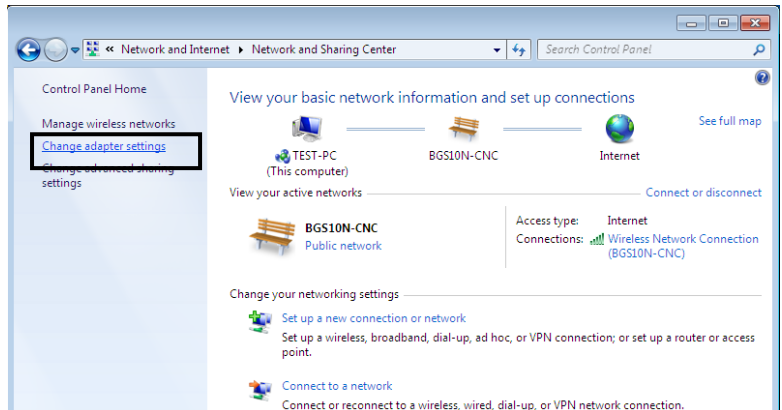 « Network and Internet ▸ Network and Sharing Center
Search Control Panel
Control Panel Home
Manage wireless networks
Change adapter settings
Change advanced sharing
settings
View your basic network information and set up connections
See full map
TEST-PC
(This computer)
BGS10N-CNC
Internet
View your active networks
Connect or disconnect
BGS10N-CNC
Public network
Access type: Internet
Connections: Wireless Network Connection
(BGS10N-CNC)
Change your networking settings
Set up a new connection or network
Set up a wireless, broadband, dial-up, ad hoc, or VPN connection; or set up a router or access
point.
Connect to a network
Connect or reconnect to a wireless, wired, dial-up, or VPN network connection.